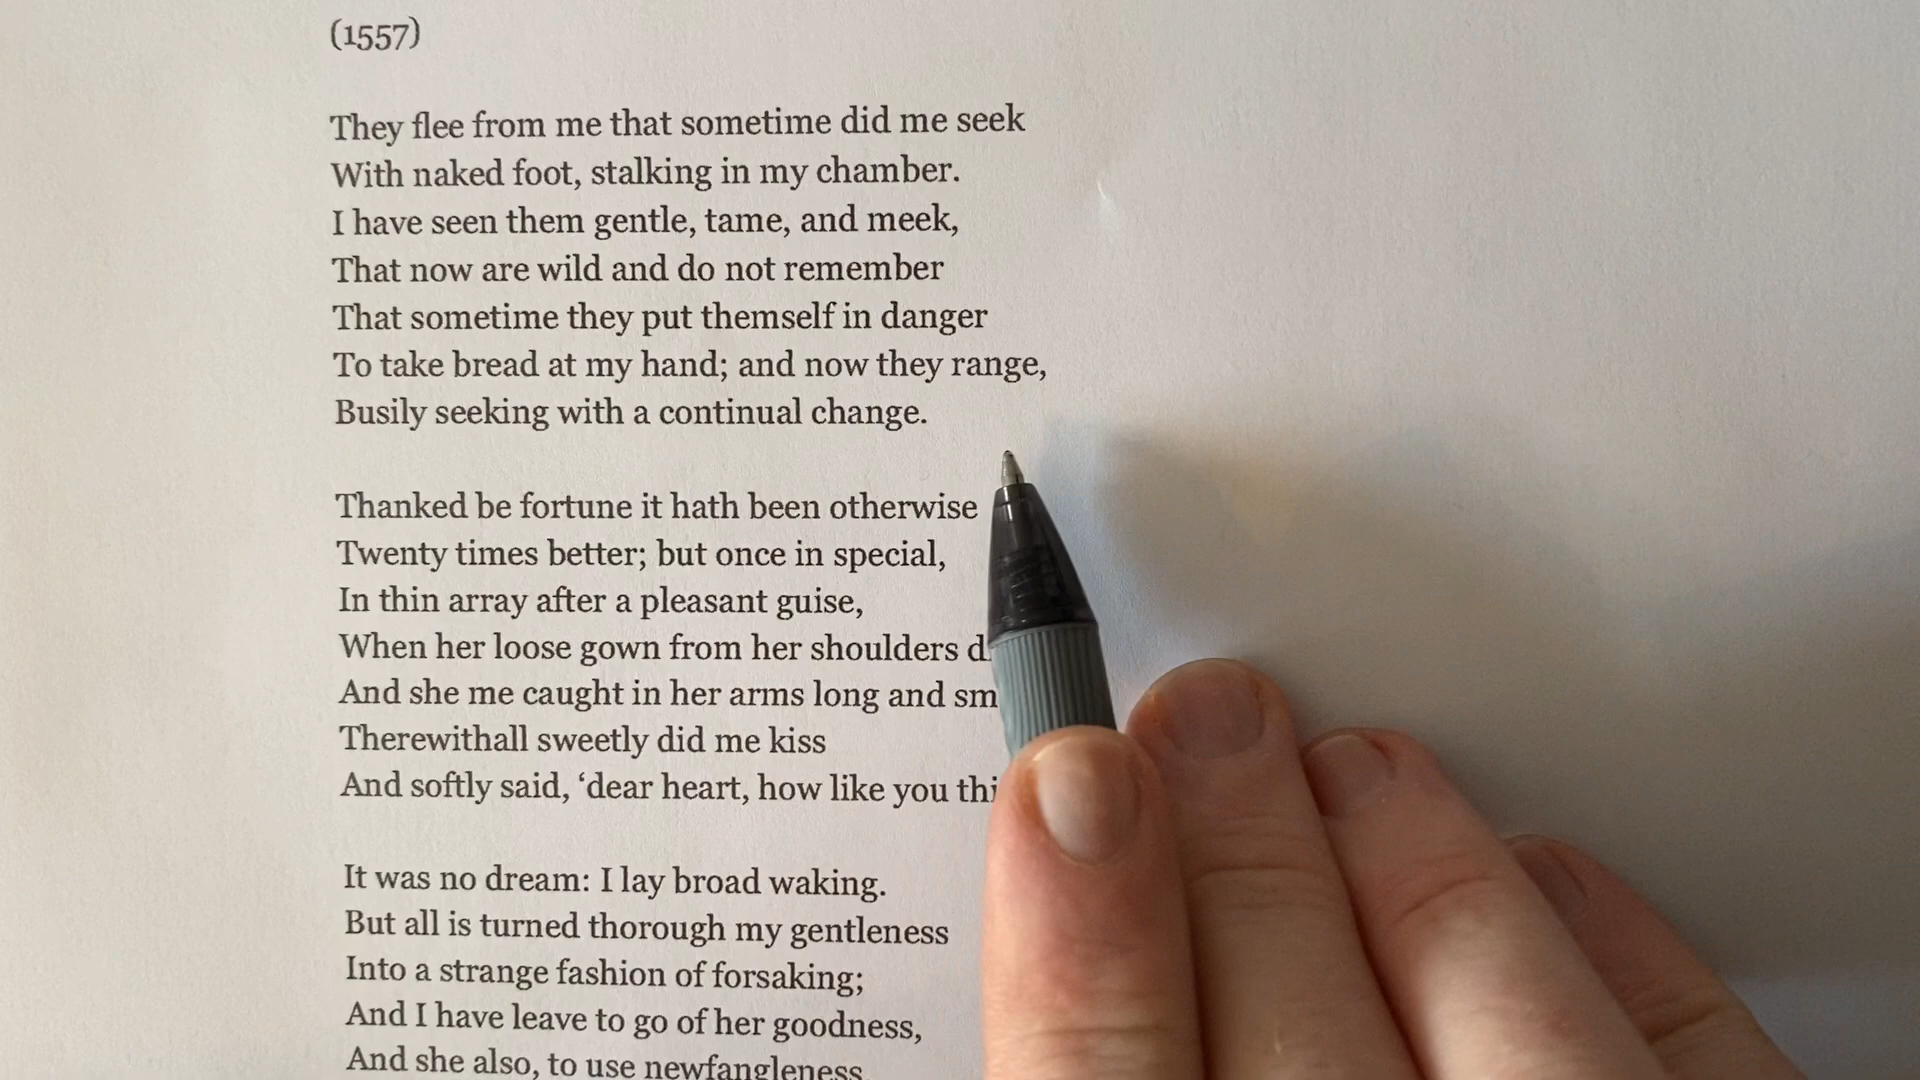 (1557)
They flee from me that sometime did me seek
With naked foot, stalking in my chamber.
I have seen them gentle, tame, and meek,
That now are wild and do not remember
That sometime they put themself in danger
To take bread at my hand; and now they range,
Busily seeking with a continual change.
Thanked be fortune it hath been otherwise
Twenty times better; but once in special,
In thin array after a pleasant guise,
When her loose gown from her shoulders
And she me caught in her arms long and
Therewithall sweetly did me kiss
And softly said, ‘dear heart, how like you
It was no dream: I lay broad waking.
But all is turned thorough my gentleness
Into a strange fashion of forsaking;
And I have leave to go of her goodness,
And she also, to use newfangleness.